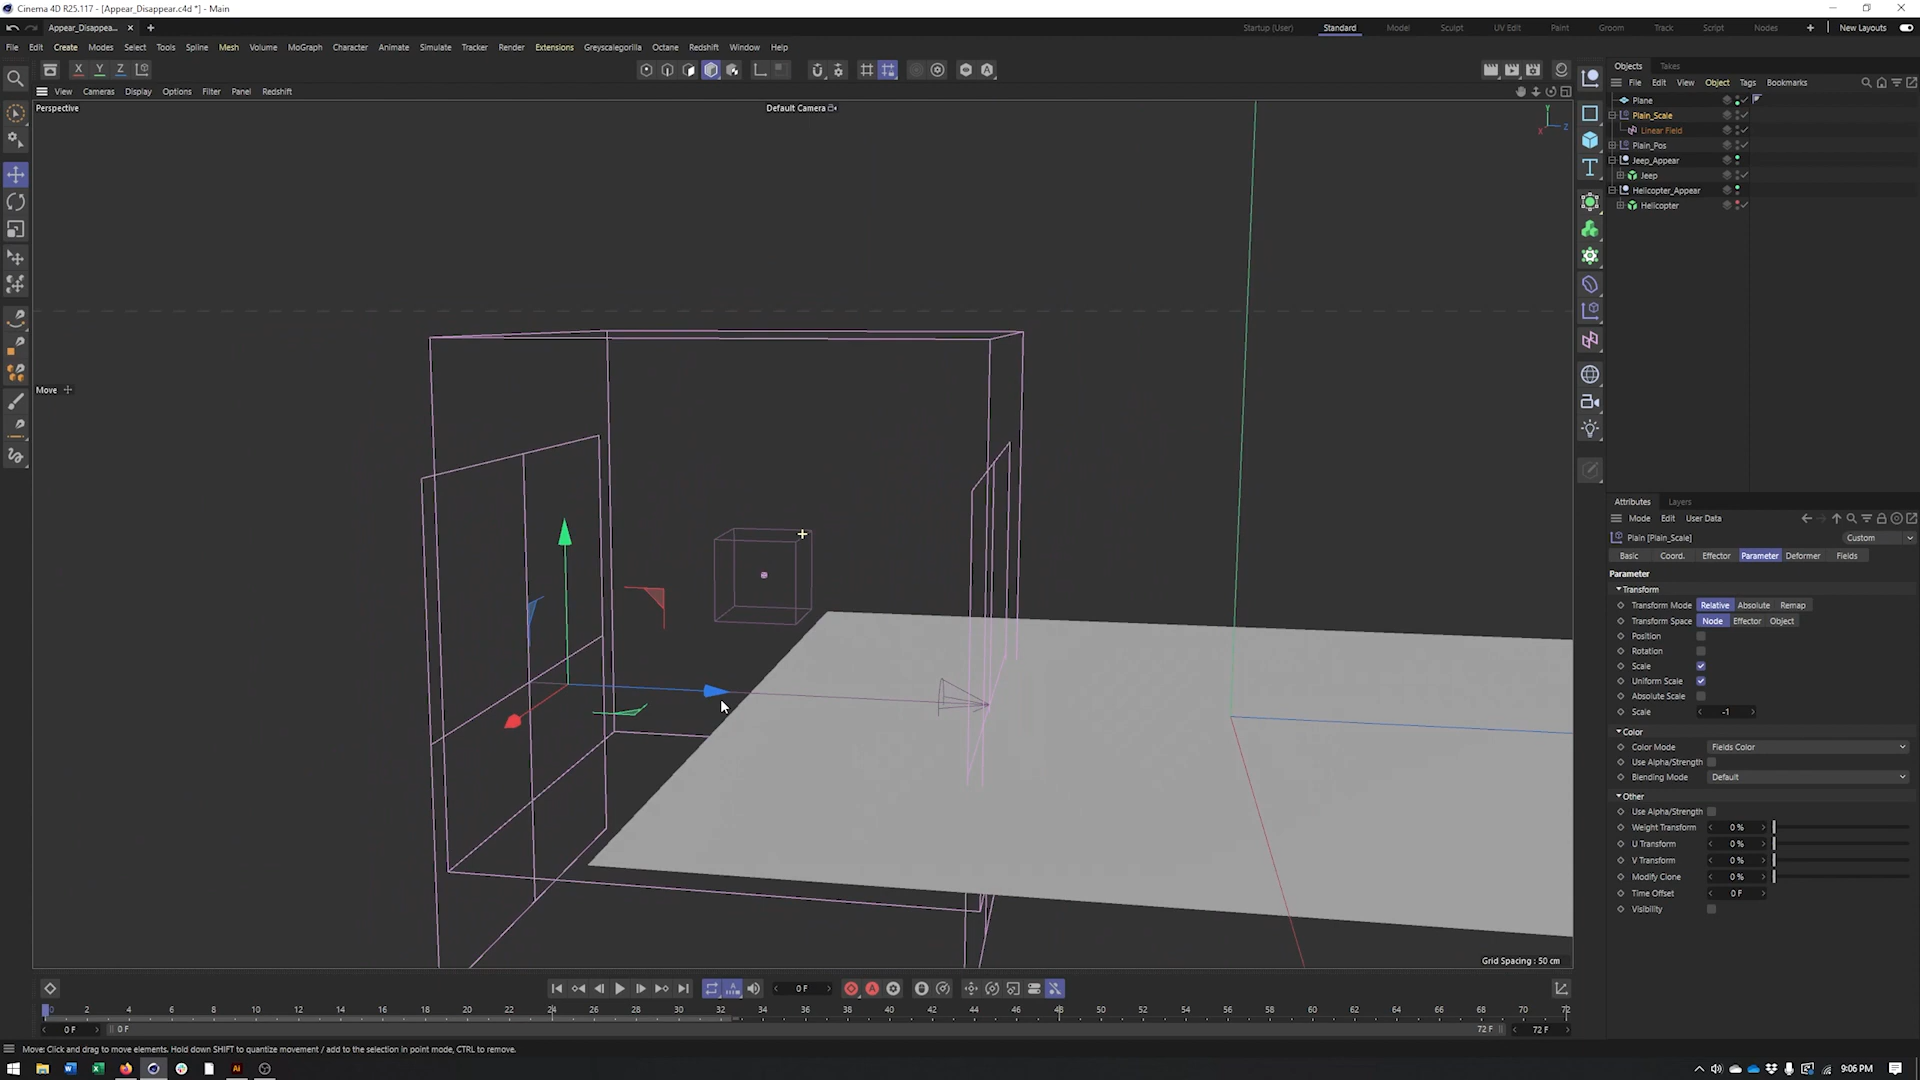 Cinema 4D R25.117 - [Appear_Disappear.c4d *] - Main
Appear_Disappea...
Startup (User) Standard Model Sculpt UV Edit Paint Groom Track Script Nodes New Layouts
File Edit Create Modes Select Tools Spline Mesh Volume MoGraph Character Animate Simulate Tracker Render Extensions Greyscalegorilla Octane Redshift Window Help
X Y Z
View Cameras Display Options Filter Panel Redshift
Perspective
Default Camera
Y
X Z
Move
Grid Spacing : 50 cm
Objects Takes
File Edit View Object Tags Bookmarks
Plane
Plain_Scale
Linear Field
Plain_Pos
Jeep_Appear
Jeep
Helicopter_Appear
Helicopter
Attributes Layers
Mode Edit User Data
Plain [Plain_Scale] Custom
Basic Coord. Effector Parameter Deformer Fields
Parameter
Transform
Transform Mode Relative Absolute Remap
Transform Space Node Effector Object
Position
Rotation
Scale
Uniform Scale
Absolute Scale
Scale -1
Color
Color Mode Fields Color
Use Alpha/Strength
Blending Mode Default
Other
Use Alpha/Strength
Weight Transform 0 %
U Transform 0 %
V Transform 0 %
Modify Clone 0 %
Time Offset 0 F
Visibility
0 F
0 2 4 6 8 10 12 14 16 18 20 22 24 26 28 30 32 34 36 38 40 42 44 46 48 50 52 54 56 58 60 62 64 66 68 70 72
0 F 0 F 72 F 72 F
Move: Click and drag to move elements. Hold down SHIFT to quantize movement / add to the selection in point mode, CTRL to remove.
9:06 PM